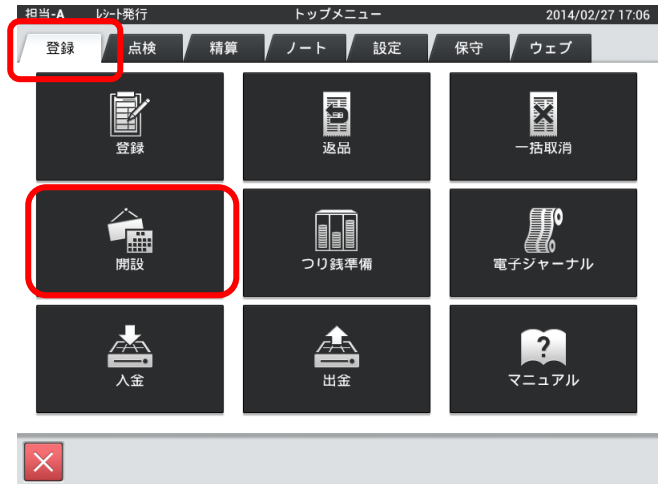 担当-A ﾚｼｰﾄ発行 トップメニュー 2014/02/27 17:06
登録 点検 精算 ノート 設定 保守 ウェブ
登録 返品 一括取消
開設 つり銭準備 電子ジャーナル
入金 出金 マニュアル